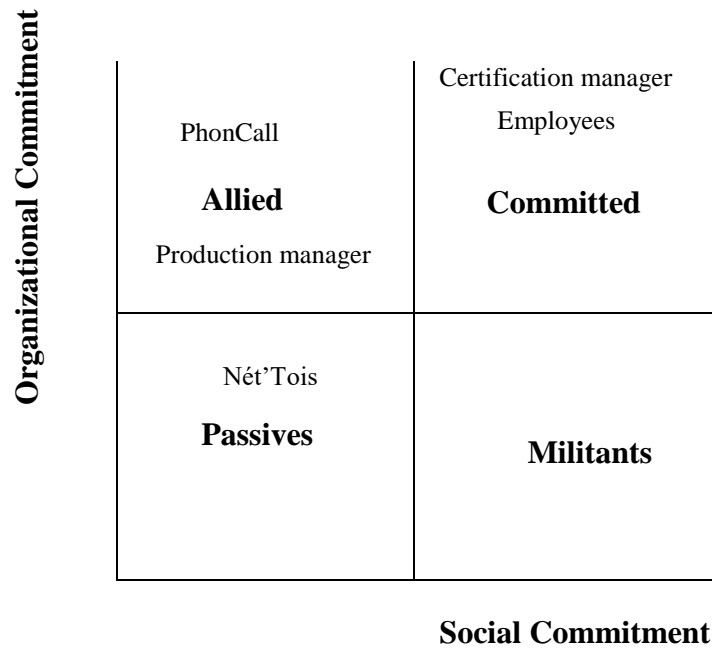 Organizational Commitment
Certification manager
Employees
PhonCall
Allied
Committed
Production manager
Nét’Tois
Passives
Militants
Social Commitment